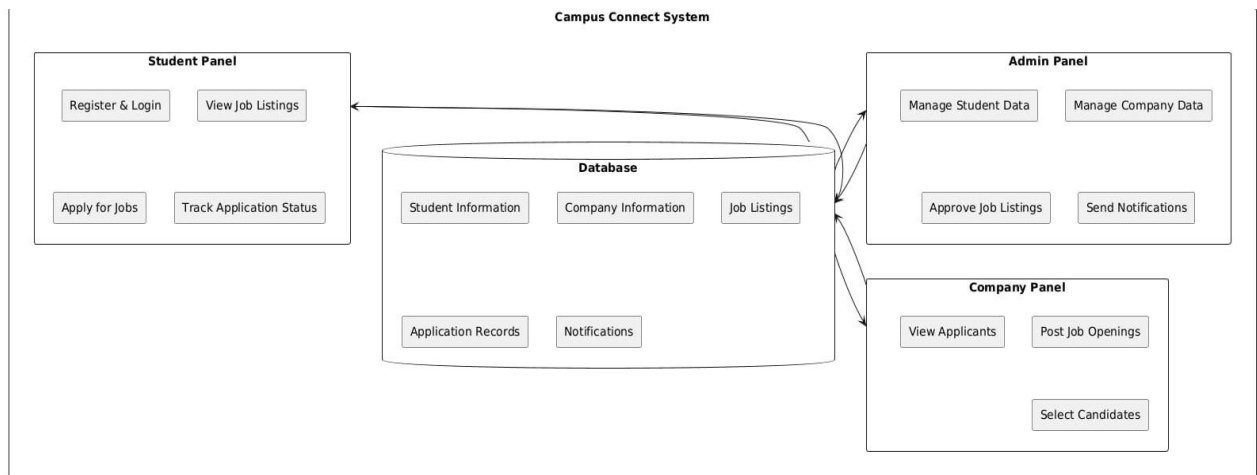 Campus Connect System
Student Panel
Register & Login
View Job Listings
Apply for Jobs
Track Application Status
Database
Student Information
Company Information
Job Listings
Application Records
Notifications
Admin Panel
Manage Student Data
Manage Company Data
Approve Job Listings
Send Notifications
Company Panel
View Applicants
Post Job Openings
Select Candidates